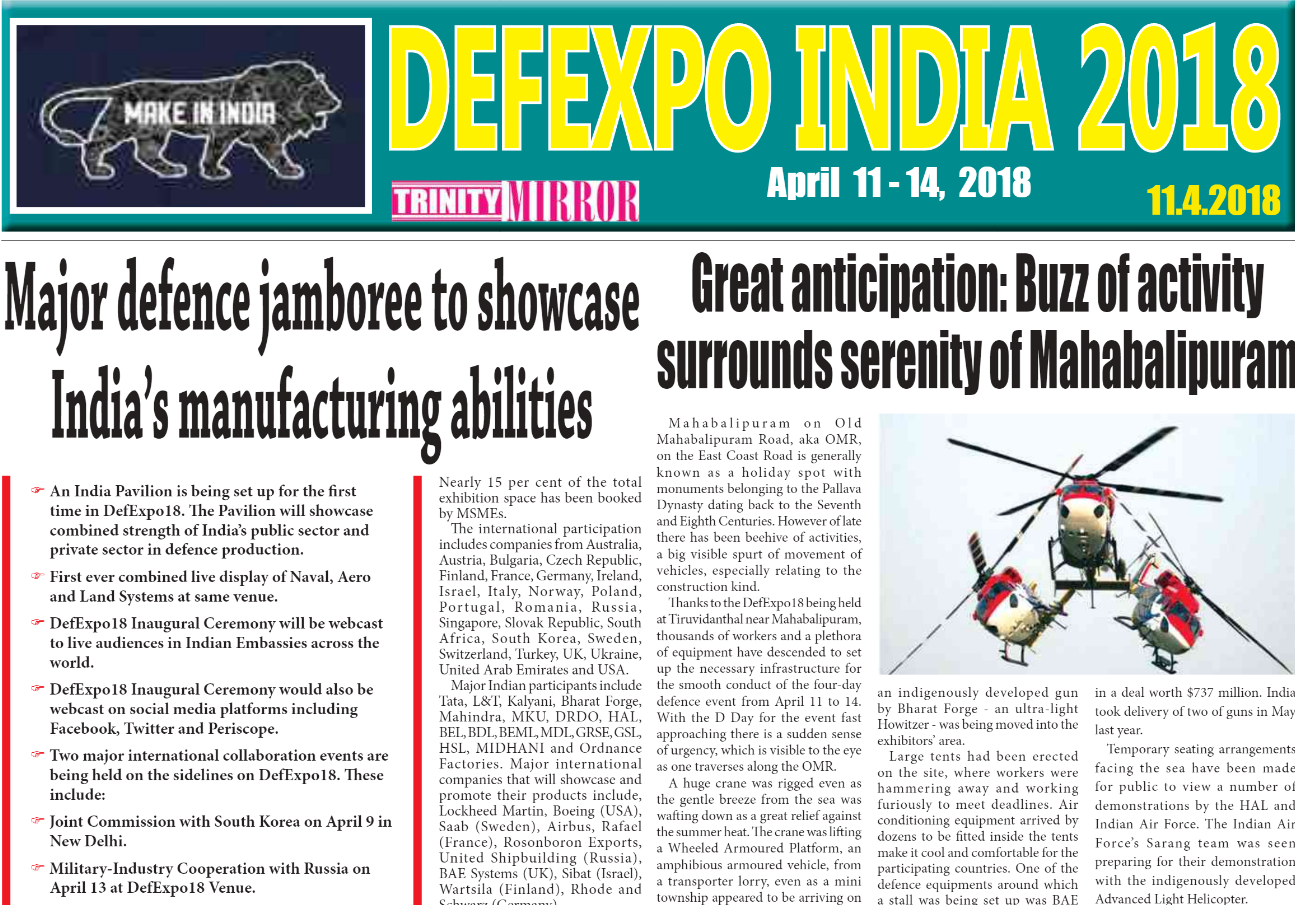 MAKE IN INDIA
DEFEXPO INDIA 2018
TRINITY MIRROR
April 11 - 14, 2018
11.4.2018
Major defence jamboree to showcase
India's manufacturing abilities
☞ An India Pavilion is being set up for the first
time in DefExpo18. The Pavilion will showcase
combined strength of India's public sector and
private sector in defence production.
☞ First ever combined live display of Naval, Aero
and Land Systems at same venue.
☞ DefExpo18 Inaugural Ceremony will be webcast
to live audiences in Indian Embassies across the
world.
☞ DefExpo18 Inaugural Ceremony would also be
webcast on social media platforms including
Facebook, Twitter and Periscope.
☞ Two major international collaboration events are
being held on the sidelines on DefExpo18. These
include:
☞ Joint Commission with South Korea on April 9 in
New Delhi.
☞ Military-Industry Cooperation with Russia on
April 13 at DefExpo18 Venue.
Nearly 15 per cent of the total
exhibition space has been booked
by MSMEs.
The international participation
includes companies from Australia,
Austria, Bulgaria, Czech Republic,
Finland, France, Germany, Ireland,
Israel, Italy, Norway, Poland,
Portugal, Romania, Russia,
Singapore, Slovak Republic, South
Africa, South Korea, Sweden,
Switzerland, Turkey, UK, Ukraine,
United Arab Emirates and USA.
Major Indian participants include
Tata, L&T, Kalyani, Bharat Forge,
Mahindra, MKU, DRDO, HAL,
BEL, BDL, BEML, MDL, GRSE, GSL,
HSL, MIDHANI and Ordnance
Factories. Major international
companies that will showcase and
promote their products include,
Lockheed Martin, Boeing (USA),
Saab (Sweden), Airbus, Rafael
(France), Rosonboron Exports,
United Shipbuilding (Russia),
BAE Systems (UK), Sibat (Israel),
Wartsila (Finland), Rhode and
Schwarz (Germany)
Great anticipation: Buzz of activity
surrounds serenity of Mahabalipuram
Mahabalipuram on Old
Mahabalipuram Road, aka OMR,
on the East Coast Road is generally
known as a holiday spot with
monuments belonging to the Pallava
Dynasty dating back to the Seventh
and Eighth Centuries. However of late
there has been beehive of activities,
a big visible spurt of movement of
vehicles, especially relating to the
construction kind.
Thanks to the DefExpo18 being held
at Tiruvidanthal near Mahabalipuram,
thousands of workers and a plethora
of equipment have descended to set
up the necessary infrastructure for
the smooth conduct of the four-day
defence event from April 11 to 14.
With the D Day for the event fast
approaching there is a sudden sense
of urgency, which is visible to the eye
as one traverses along the OMR.
A huge crane was rigged even as
the gentle breeze from the sea was
wafting down as a great relief against
the summer heat. The crane was lifting
a Wheeled Armoured Platform, an
amphibious armoured vehicle, from
a transporter lorry, even as a mini
township appeared to be arriving on
an indigenously developed gun
by Bharat Forge - an ultra-light
Howitzer - was being moved into the
exhibitors' area.
Large tents had been erected
on the site, where workers were
hammering away and working
furiously to meet deadlines. Air
conditioning equipment arrived by
dozens to be fitted inside the tents
make it cool and comfortable for the
participating countries. One of the
defence equipments around which
a stall was being set up was BAE
in a deal worth $737 million. India
took delivery of two of guns in May
last year.
Temporary seating arrangements
facing the sea have been made
for public to view a number of
demonstrations by the HAL and
Indian Air Force. The Indian Air
Force's Sarang team was seen
preparing for their demonstration
with the indigenously developed
Advanced Light Helicopter.